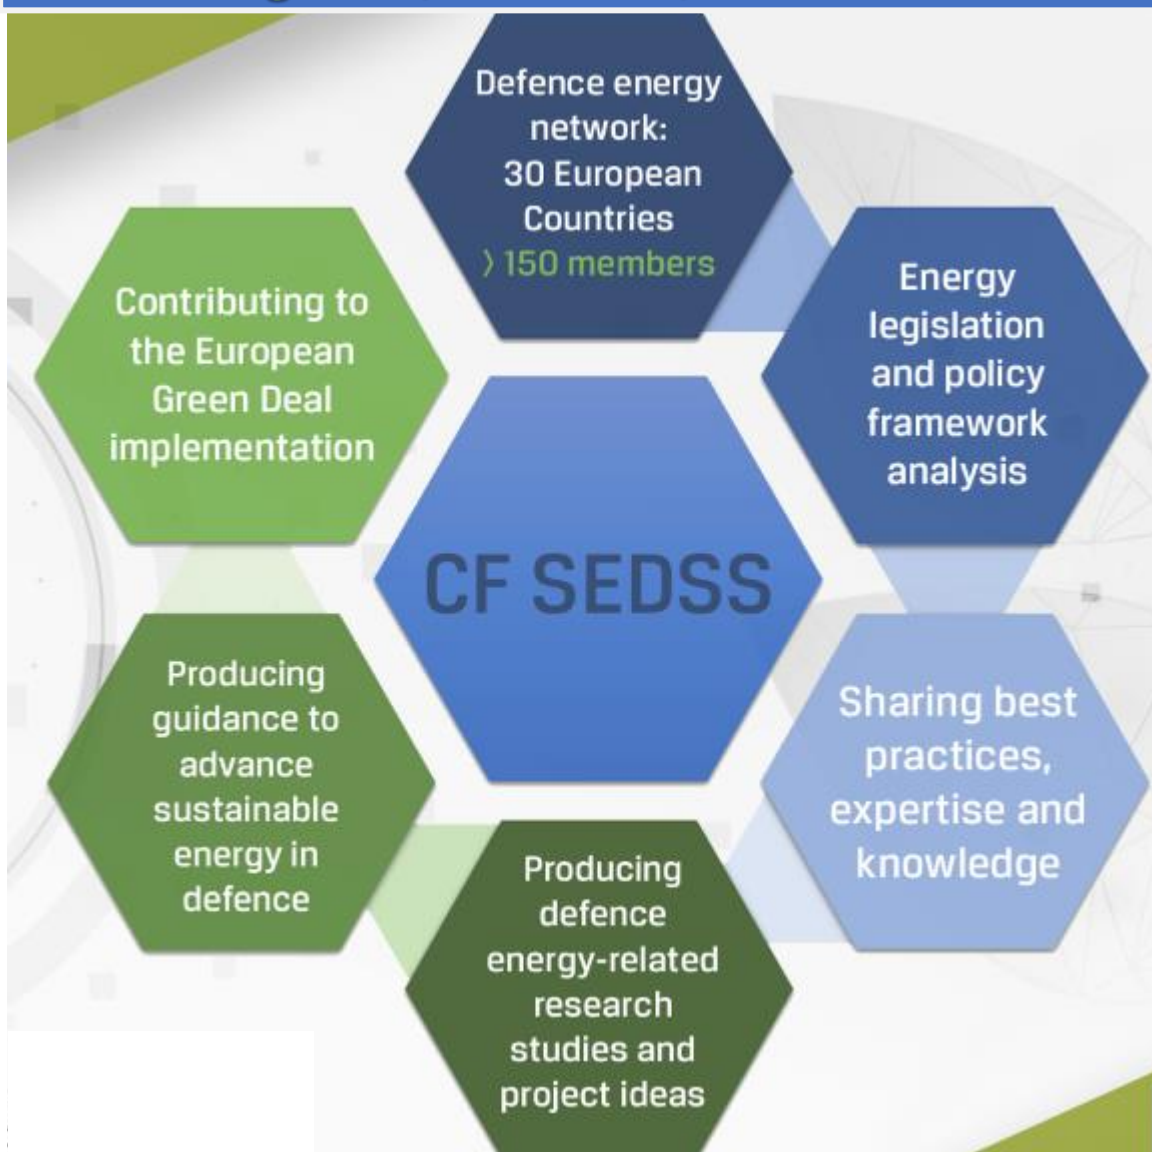 Defence energy
network:
30 European
Countries
> 150 members
Energy
legislation
and policy
framework
analysis
Sharing best
practices,
expertise and
knowledge
Producing
defence
energy-related
research
studies and
project ideas
Producing
guidance to
advance
sustainable
energy in
defence
Contributing to
the European
Green Deal
implementation
CF SEDSS